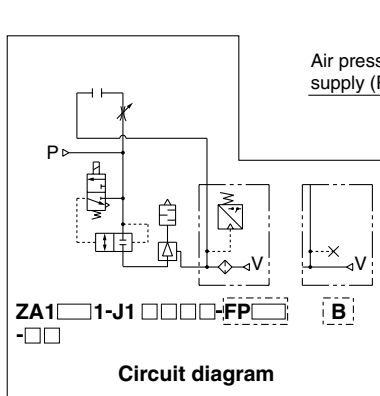 Air press
supply (
P
V
V
ZA1□□1-J1 □□□□-FP□□
B
-□□
Circuit diagram